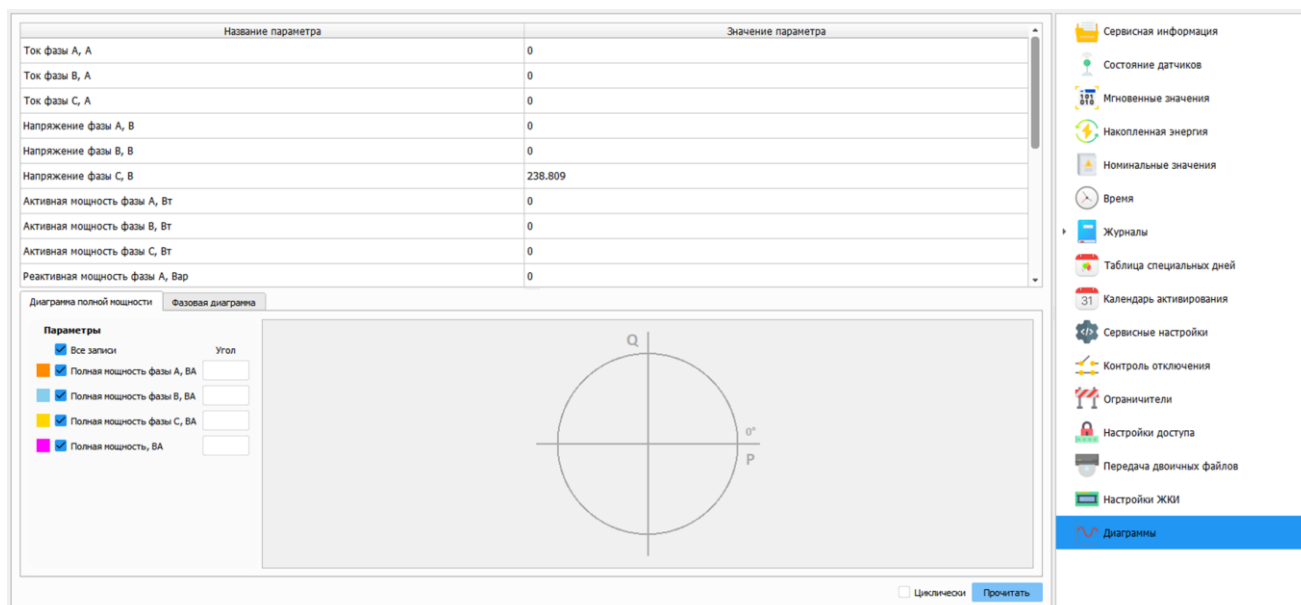 Название параметра Значение параметра
Ток фазы A, А 0
Ток фазы B, А 0
Ток фазы C, А 0
Напряжение фазы A, В 0
Напряжение фазы B, В 0
Напряжение фазы C, В 238.809
Активная мощность фазы A, Вт 0
Активная мощность фазы B, Вт 0
Активная мощность фазы C, Вт 0
Реактивная мощность фазы A, Вар 0
Диаграмма полной мощности Фазовая диаграмма
Параметры
Все записи Угол
Полная мощность фазы A, ВА
Полная мощность фазы B, ВА
Полная мощность фазы C, ВА
Полная мощность, ВА
Q
0°
P
Циклически Прочитать
Сервисная информация
Состояние датчиков
Мгновенные значения
Накопленная энергия
Номинальные значения
Время
Журналы
Таблица специальных дней
31 Календарь активирования
Сервисные настройки
Контроль отключения
Ограничители
Настройки доступа
Передача двоичных файлов
Настройки ЖКИ
Диаграммы